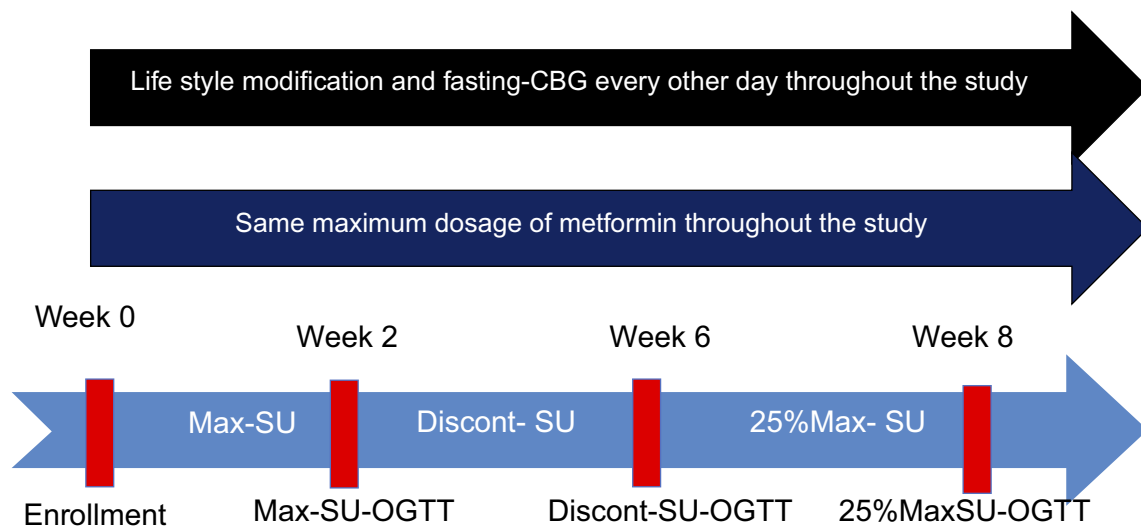 Life style modification and fasting-CBG every other day throughout the study
Same maximum dosage of metformin throughout the study
Week 0
Week 2
Week 6
Week 8
Max-SU
Discont- SU
25%Max- SU
Enrollment
Max-SU-OGTT
Discont-SU-OGTT
25%MaxSU-OGTT